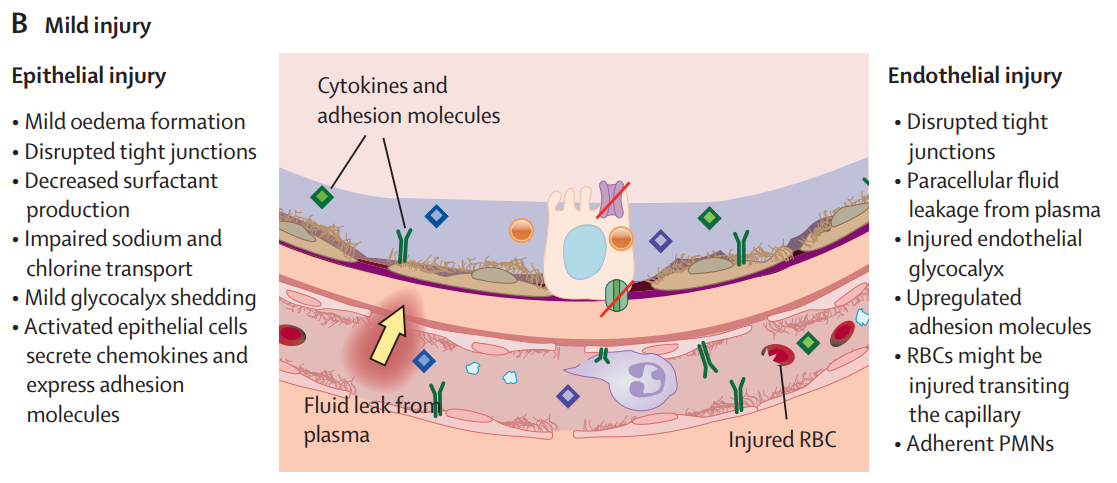 B Mild injury
Epithelial injury
• Mild oedema formation
• Disrupted tight junctions
• Decreased surfactant
production
• Impaired sodium and
chlorine transport
• Mild glycocalyx shedding
• Activated epithelial cells
secrete chemokines and
express adhesion
molecules
Cytokines and
adhesion molecules
Fluid leak from
plasma
Injured RBC
Endothelial injury
• Disrupted tight
junctions
• Paracellular fluid
leakage from plasma
• Injured endothelial
glycocalyx
• Upregulated
adhesion molecules
• RBCs might be
injured transiting
the capillary
• Adherent PMNs